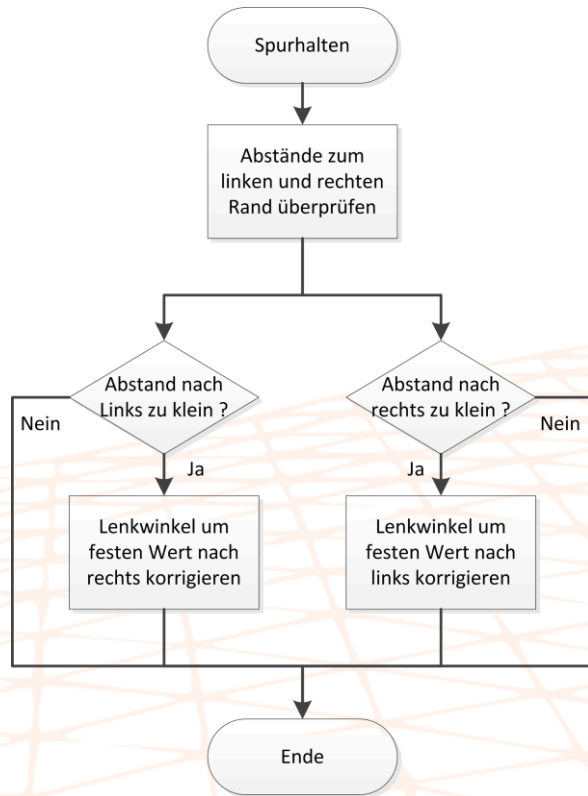 Spurhalten
Abstände zum
linken und rechten
Rand überprüfen
Abstand nach
Links zu klein ?
Abstand nach
rechts zu klein ?
Nein
Nein
Ja
Ja
Lenkwinkel um
festen Wert nach
rechts korrigieren
Lenkwinkel um
festen Wert nach
links korrigieren
Ende